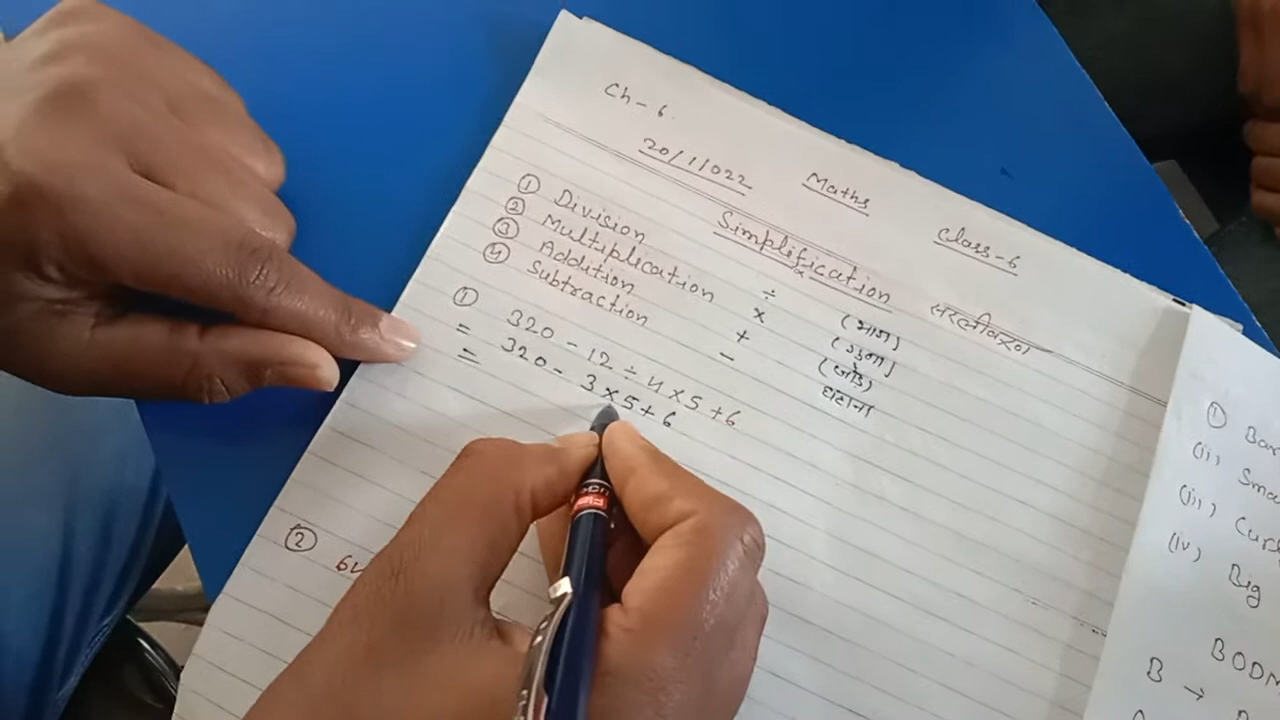 Ch-6.
20/1/022 Maths Class-6
Simplification सरलीकरण
① Division ÷ (भाग)
② Multiplication × (गुना)
③ Addition + (जोड़)
④ Subtraction - घटाना
① 320 - 12 ÷ 4 × 5 + 6
= 320 - 3 × 5 + 6
=
②
①
(ii)
(iii)
(iv) Big
B →